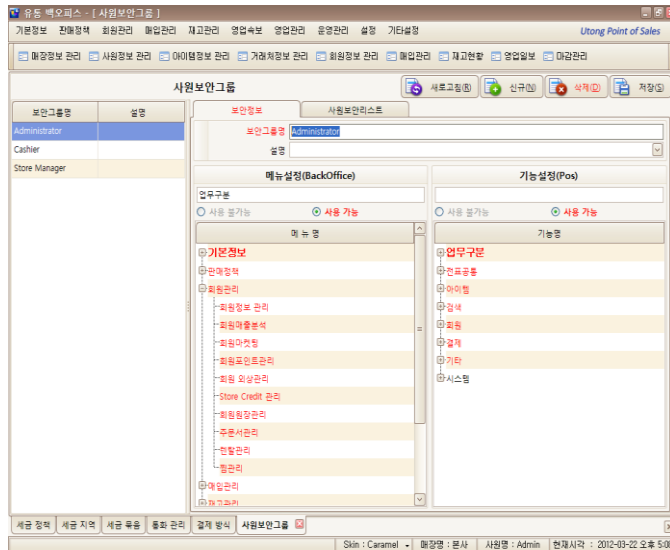 유통 백오피스 - [ 사원보안그룹 ]
기본정보 판매정책 회원관리 매입관리 재고관리 영업속보 영업관리 운영관리 설정 기타설정 Utong Point of Sales
매장정보 관리 사원정보 관리 아이템정보 관리 거래처정보 관리 회원정보 관리 매입관리 재고현황 영업일보 마감관리
사원보안그룹 새로고침(R) 신규(N) 삭제(D) 저장(S)
보안그룹명 설명 보안정보 사원보안리스트
Administrator 보안그룹명 Administrator
Cashier 설명
Store Manager
메뉴설정(BackOffice) 기능설정(Pos)
업무구분
사용 불가능 사용 가능 사용 불가능 사용 가능
메 뉴 명 기능명
기본정보 업무구분
판매정책 전표공통
회원관리 아이템
회원정보 관리 검색
회원매출분석 회원
회원마켓팅 결제
회원포인트관리 기타
회원 외상관리 시스템
Store Credit 관리
회원원장관리
주문서관리
렌탈관리
찜관리
매입관리
재고관리
세금 정책 세금 지역 세금 묶음 통화 관리 결제 방식 사원보안그룹
Skin : Caramel 매장명 : 본사 사원명 : Admin 현재시각 : 2012-03-22 오후 5:0